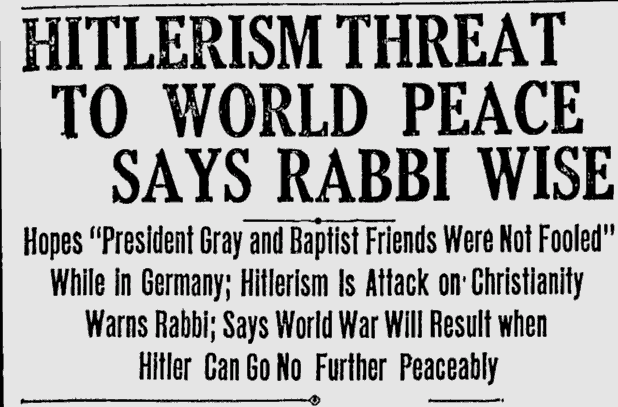 HITLERISM THREAT
TO WORLD PEACE
SAYS RABBI WISE
Hopes “President Gray and Baptist Friends Were Not Fooled”
While In Germany; Hitlerism Is Attack on Christianity
Warns Rabbi; Says World War Will Result when
Hitler Can Go No Further Peaceably